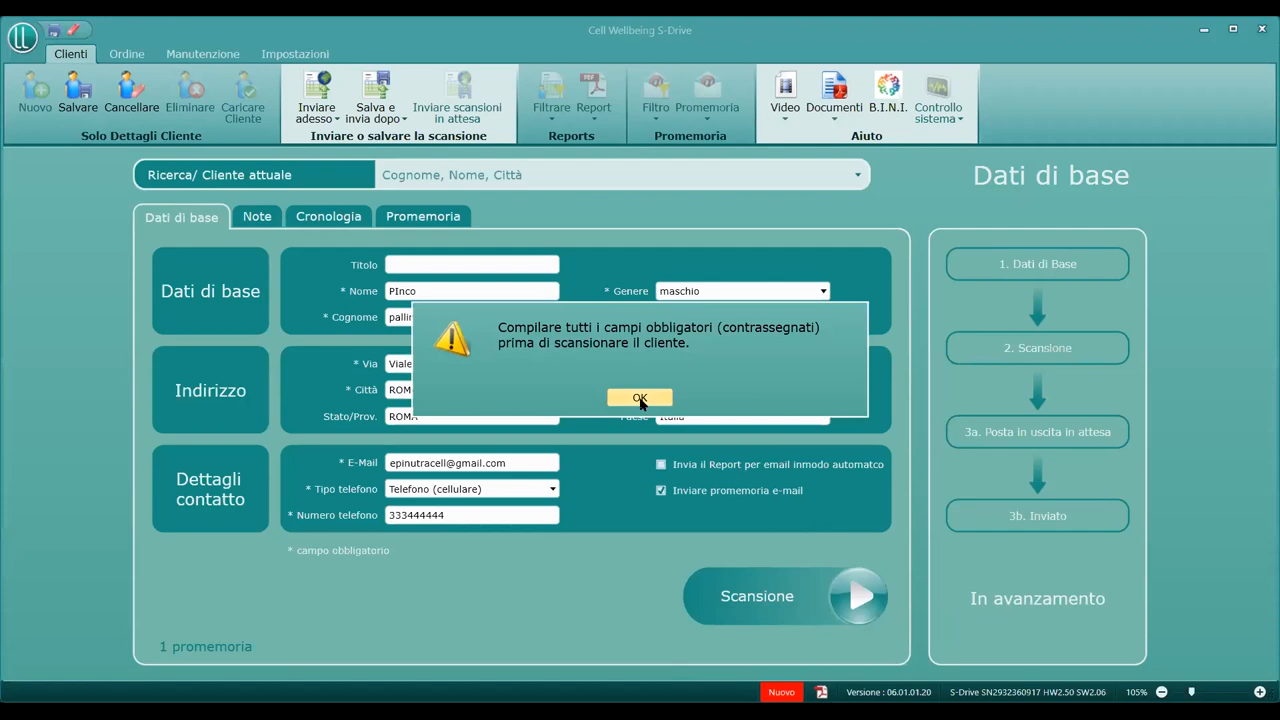 Cell Wellbeing S-Drive
Clienti Ordine Manutenzione Impostazioni
Nuovo Salvare Cancellare Eliminare Caricare Cliente
Solo Dettagli Cliente
Inviare adesso Salva e invia dopo Inviare scansioni in attesa
Inviare o salvare la scansione
Filtrare Report
Reports
Filtro Promemoria
Promemoria
Video Documenti B.I.N.I. Controllo sistema
Aiuto
Ricerca/ Cliente attuale Cognome, Nome, Città
Dati di base
Dati di base Note Cronologia Promemoria
Dati di base
Titolo
* Nome PInco
* Genere maschio
* Cognome
Compilare tutti i campi obbligatori (contrassegnati)
prima di scansionare il cliente.
OK
Indirizzo
* Via Viale
* Città ROM
Stato/Prov. ROMA
Italia
Dettagli
contatto
* E-Mail epinutracell@gmail.com
Invia il Report per email inmodo automatco
* Tipo telefono Telefono (cellulare)
Inviare promemoria e-mail
* Numero telefono 333444444
* campo obbligatorio
Scansione
1 promemoria
1. Dati di Base
2. Scansione
3a. Posta in uscita in attesa
3b. Inviato
In avanzamento
Nuovo Versione : 06.01.01.20 S-Drive SN2932360917 HW2.50 SW2.06 105%